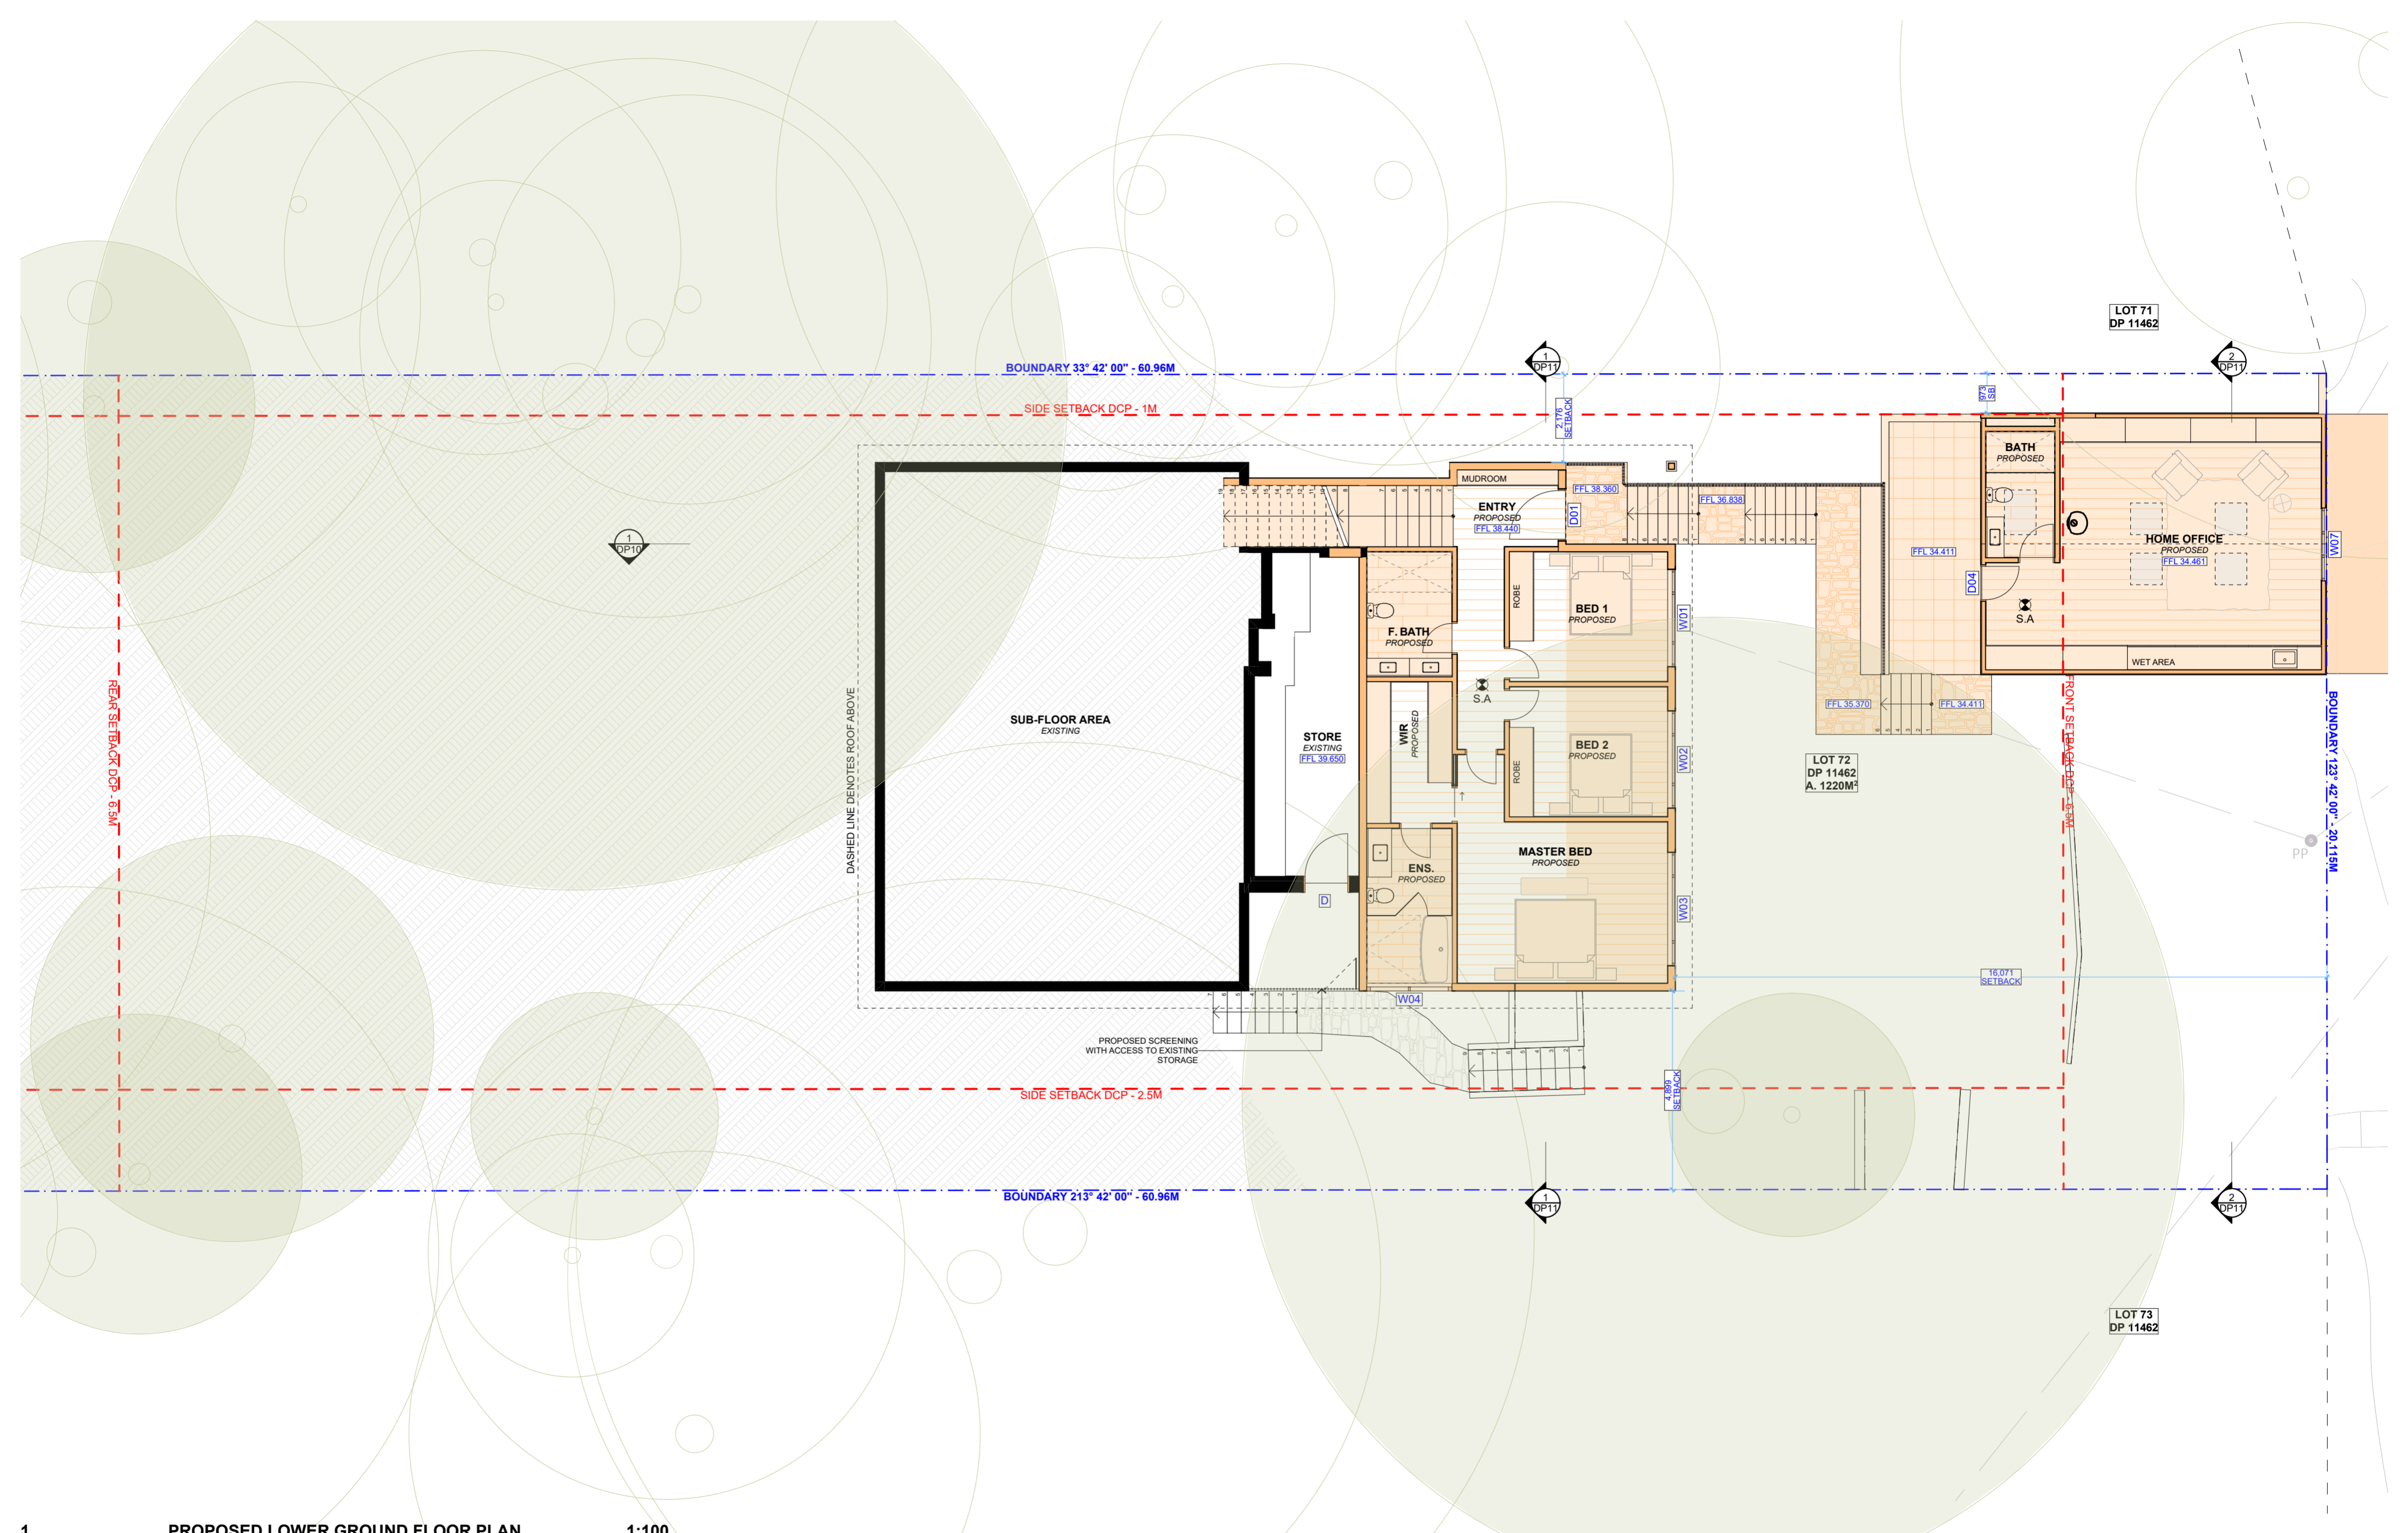 LOT 71
DP 11462
1
DP11
2
DP11
BOUNDARY 33° 42' 00" - 60.96M
SIDE SETBACK DCP - 1M
2,176
SETBACK
973
SB
MUDROOM
ENTRY
PROPOSED
FFL 38.440
D01
FFL 38.360
FFL 36.838
BATH
PROPOSED
HOME OFFICE
PROPOSED
FFL 34.461
W07
FFL 34.411
D04
S.A
WET AREA
1
DP10
ROBE
BED 1
PROPOSED
W01
F. BATH
PROPOSED
S.A
REAR SETBACK DCP - 6.5M
DASHED LINE DENOTES ROOF ABOVE
SUB-FLOOR AREA
EXISTING
STORE
EXISTING
FFL 39.650
WIR
PROPOSED
ROBE
BED 2
PROPOSED
W02
FFL 35.370
FFL 34.411
LOT 72
DP 11462
A. 1220M²
FRONT SETBACK DCP - 6.5M
BOUNDARY 123° 42' 00" - 20.115M
PP
MASTER BED
PROPOSED
ENS.
PROPOSED
D
W03
W04
16,071
SETBACK
PROPOSED SCREENING
WITH ACCESS TO EXISTING
STORAGE
4,899
SETBACK
SIDE SETBACK DCP - 2.5M
BOUNDARY 213° 42' 00" - 60.96M
1
DP11
2
DP11
LOT 73
DP 11462
1 PROPOSED LOWER GROUND FLOOR PLAN 1:100